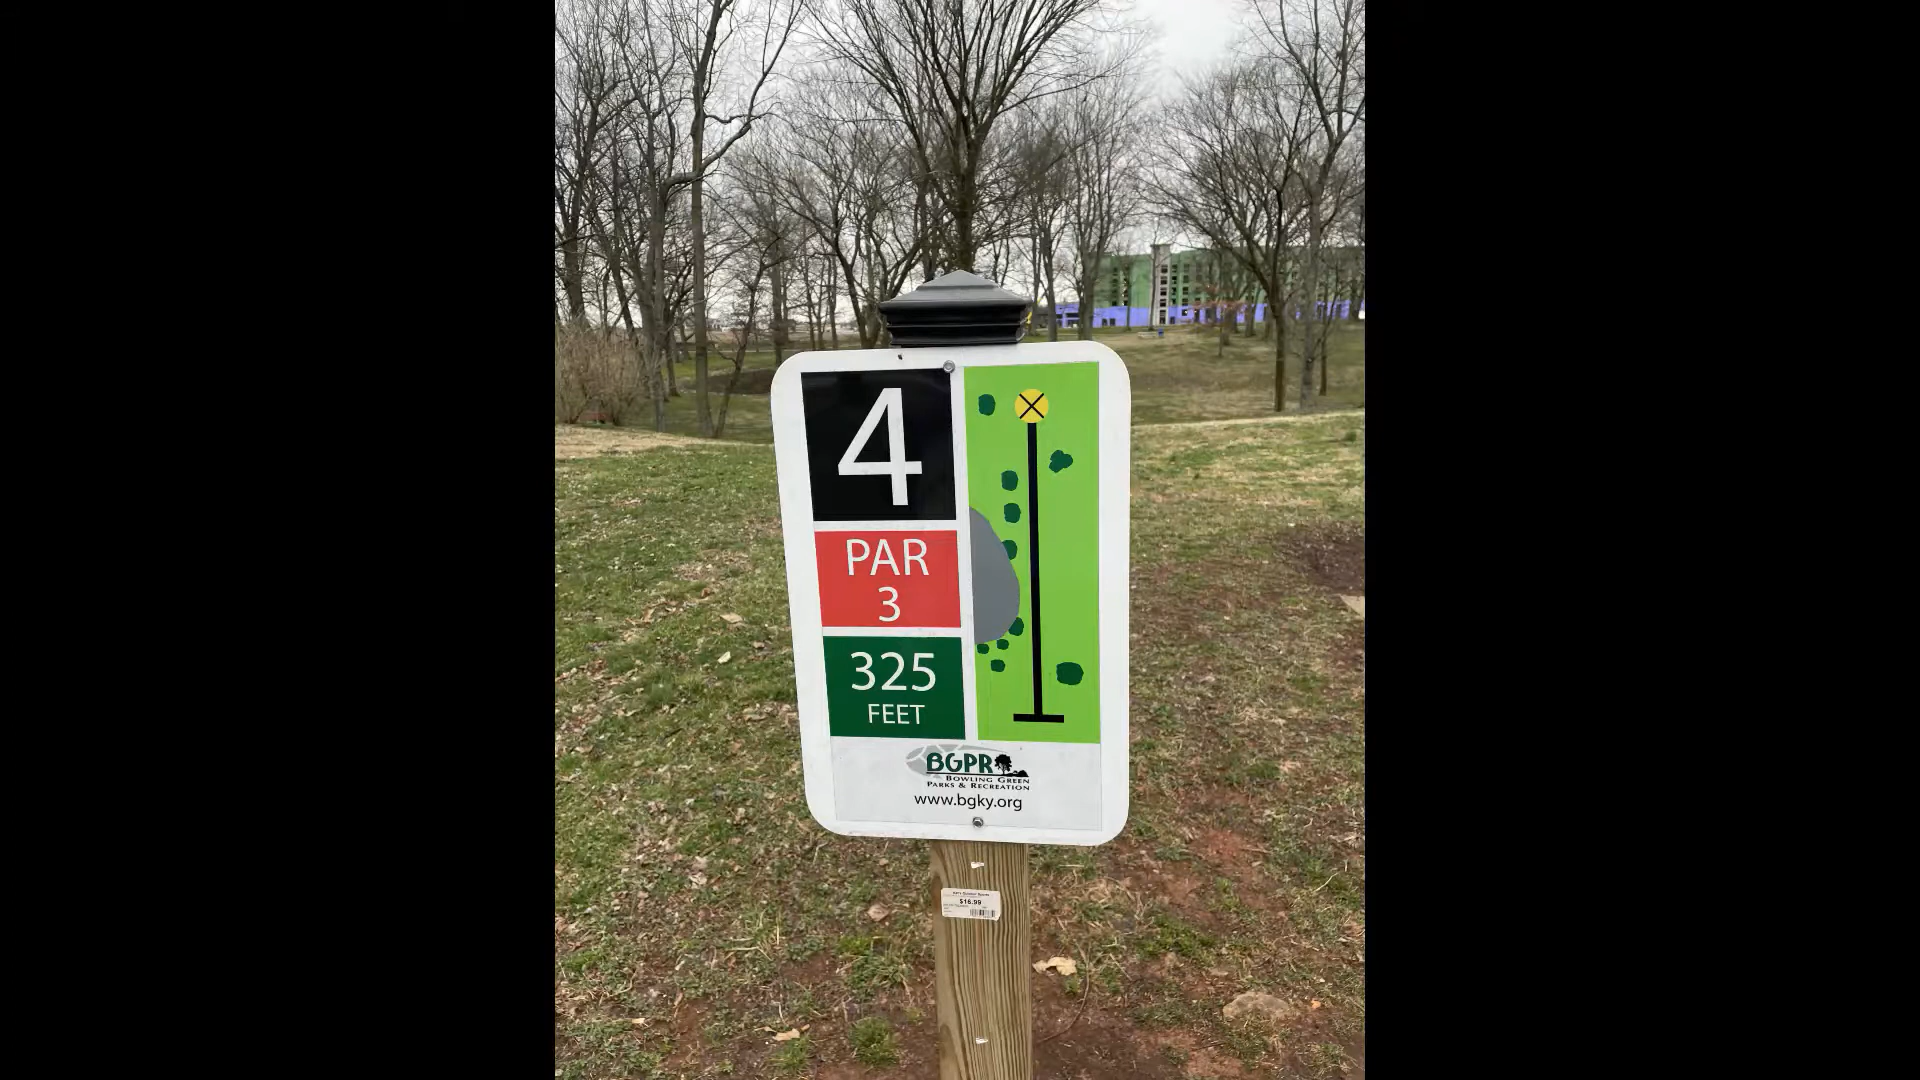 4
PAR
3
325
FEET
BGPR
BOWLING GREEN
PARKS & RECREATION
www.bgky.org
$16.99